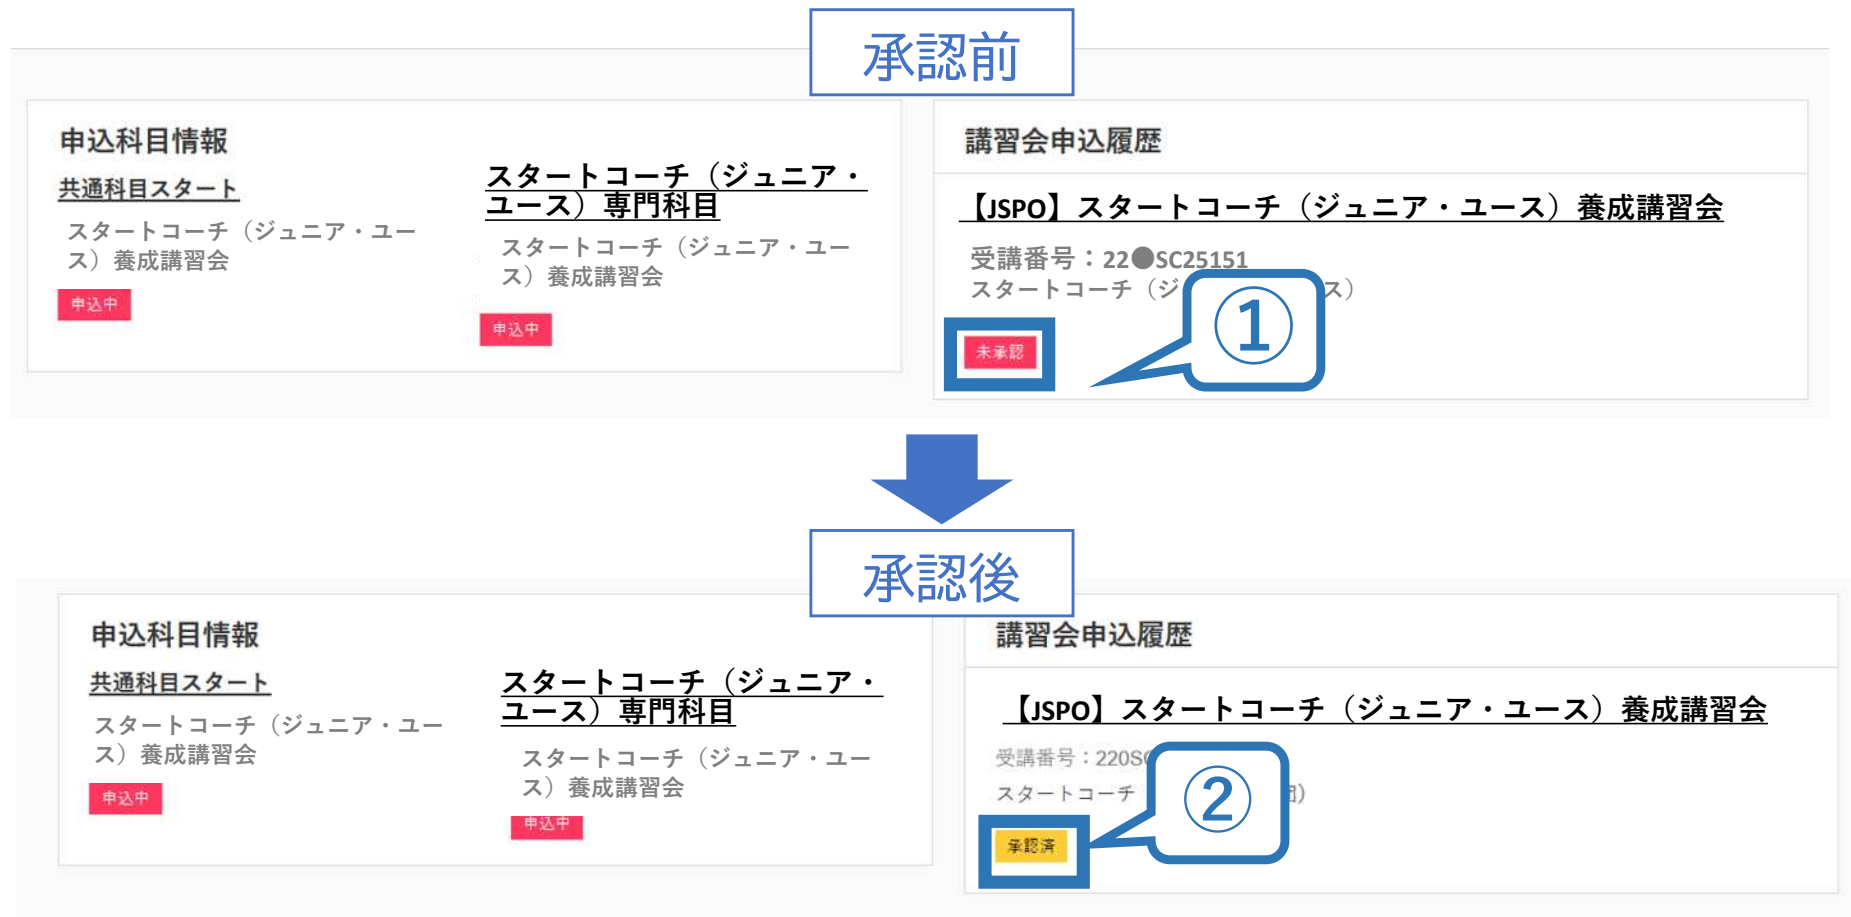 承認前
申込科目情報
共通科目スタート
スタートコーチ（ジュニア・ユー
ス）養成講習会
申込中
スタートコーチ（ジュニア・
ユース）専門科目
スタートコーチ（ジュニア・ユー
ス）養成講習会
申込中
講習会申込履歴
【JSPO】スタートコーチ（ジュニア・ユース）養成講習会
受講番号：22●SC25151
スタートコーチ（ジ ス）
未承認
①
承認後
申込科目情報
共通科目スタート
スタートコーチ（ジュニア・ユー
ス）養成講習会
申込中
スタートコーチ（ジュニア・
ユース）専門科目
スタートコーチ（ジュニア・ユー
ス）養成講習会
申込中
講習会申込履歴
【JSPO】スタートコーチ（ジュニア・ユース）養成講習会
受講番号：220S
スタートコーチ 団）
承認済
②